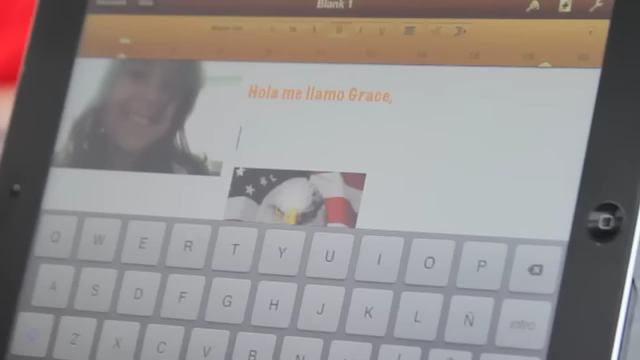 Blank 1
Hola me llamo Grace,
Q W E R T Y U I O P
A S D F G H J K L Ñ intro
Z X C V B N M